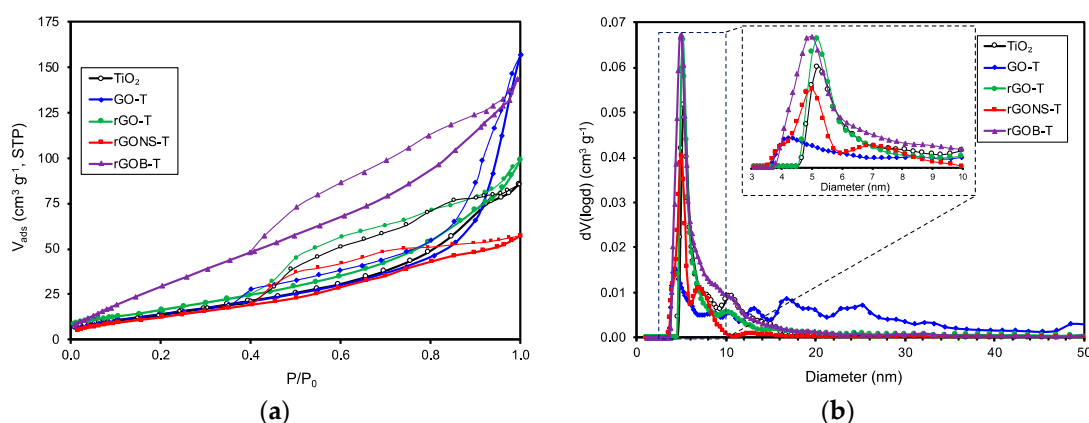 175
150
125
100
75
50
25
0
V_ads (cm³ g⁻¹, STP)
TiO₂
GO-T
rGO-T
rGONS-T
rGOB-T
0.0
0.2
0.4
0.6
0.8
1.0
P/P₀
(a)
0.07
0.06
0.05
0.04
0.03
0.02
0.01
0.00
dV(logd) (cm³ g⁻¹)
3
4
5
6
7
8
9
10
Diameter (nm)
TiO₂
GO-T
rGO-T
rGONS-T
rGOB-T
0
10
20
30
40
50
Diameter (nm)
(b)